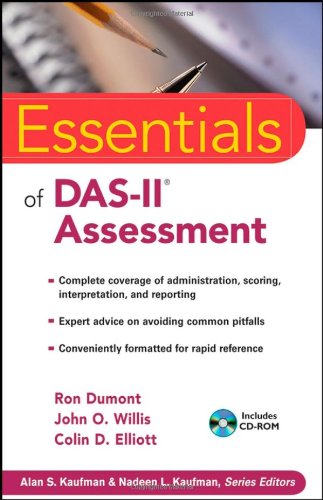 Essentials
of DAS-II®
Assessment
Complete coverage of administration, scoring,
interpretation, and reporting
Expert advice on avoiding common pitfalls
Conveniently formatted for rapid reference
Ron Dumont
John O. Willis
Colin D. Elliott
Includes
CD-ROM
Alan S. Kaufman & Nadeen L. Kaufman, Series Editors